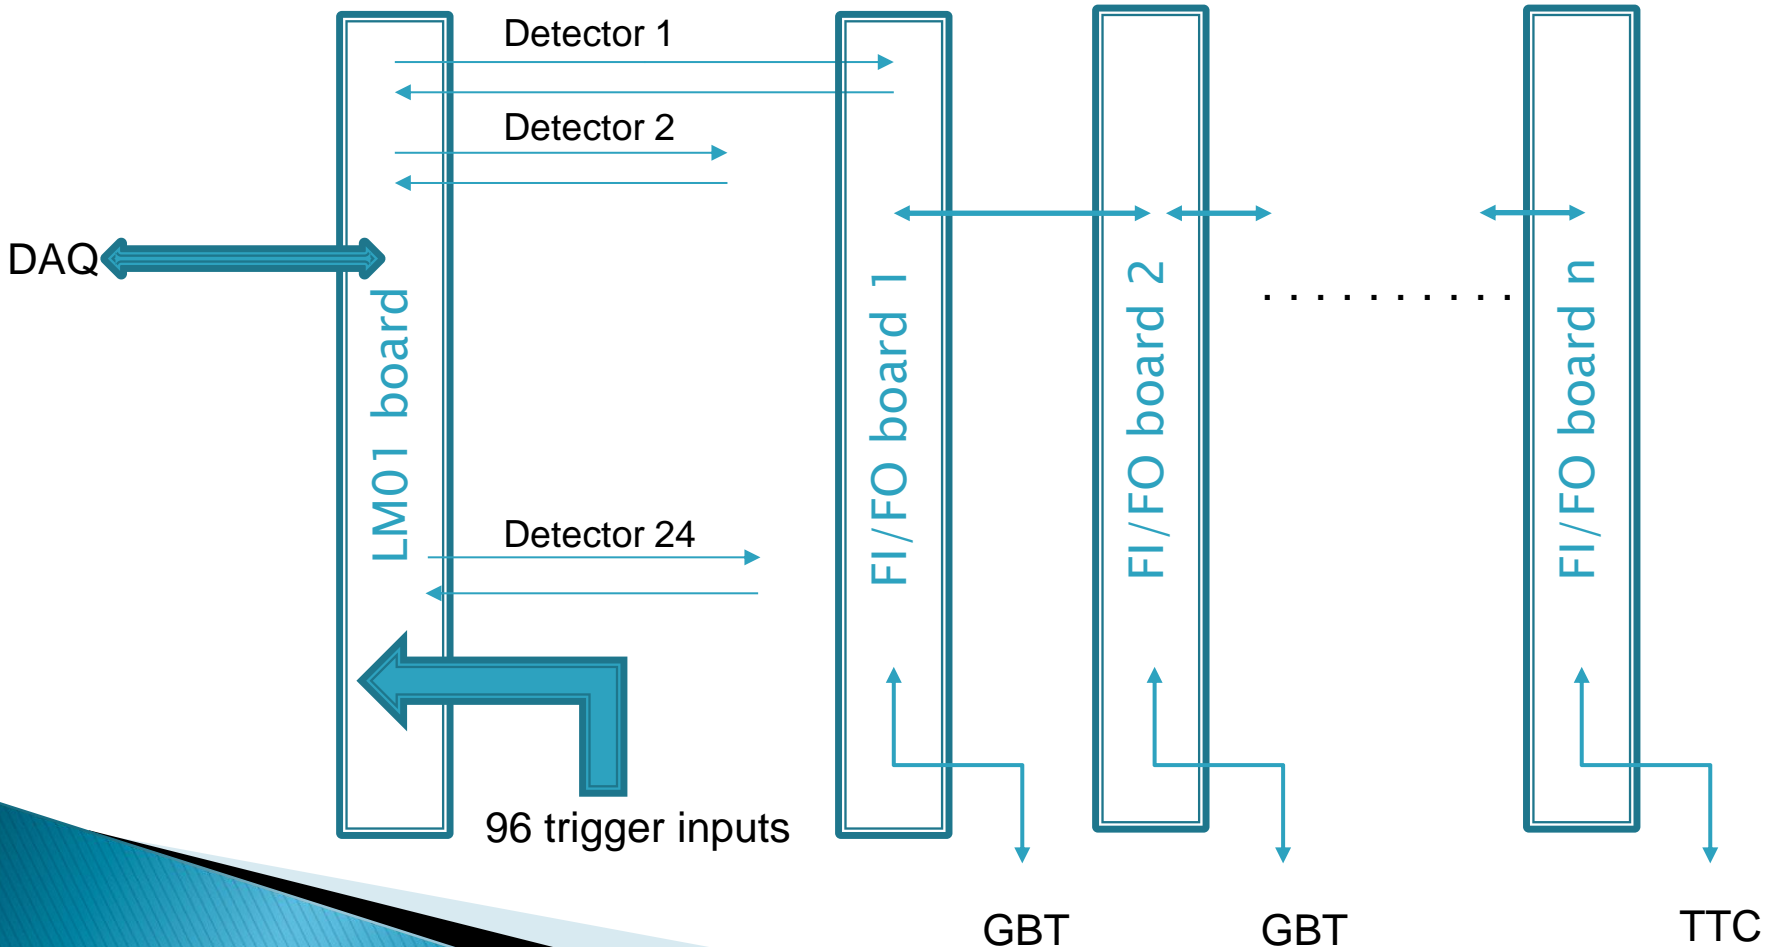 Detector 1
Detector 2
DAQ
LM01 board
FI/FO board 1
FI/FO board 2
. . . . . . . . . .
FI/FO board n
Detector 24
96 trigger inputs
GBT
GBT
TTC